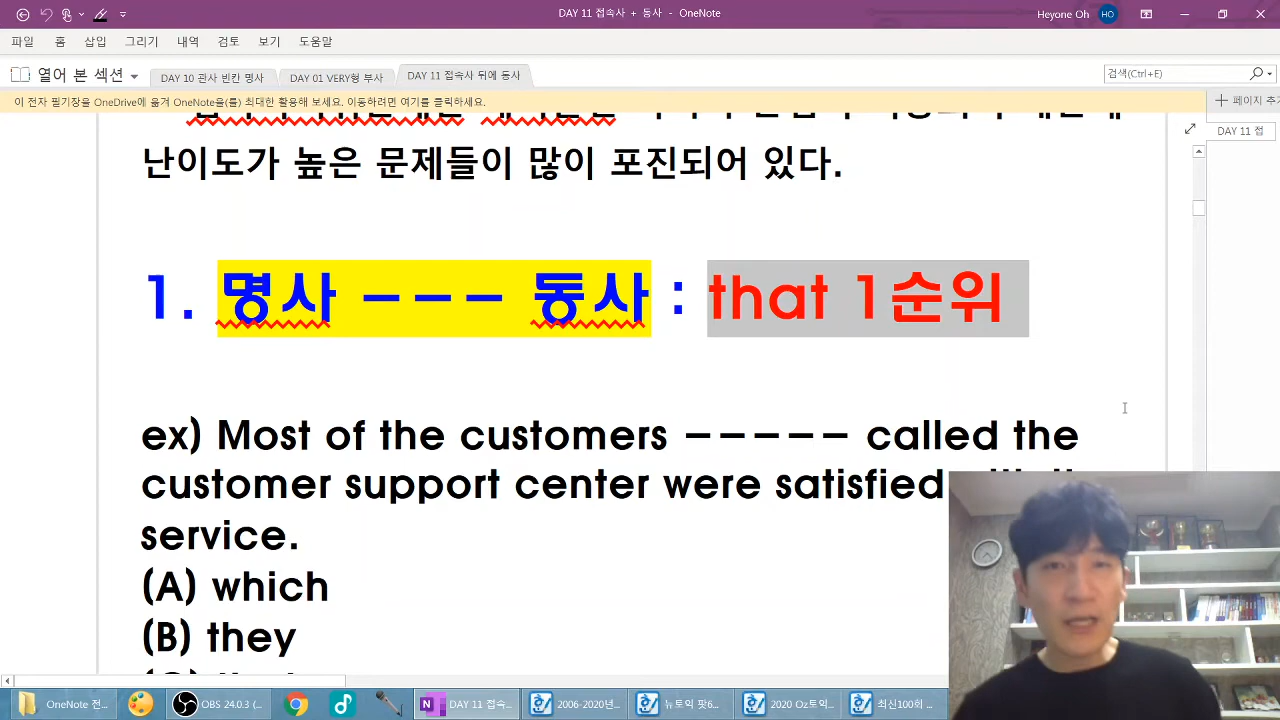 DAY 11 접속사 + 동사 - OneNote
Heyone Oh HO
파일 홈 삽입 그리기 내역 검토 보기 도움말
열어 본 섹션 DAY 10 관사 빈칸 명사 DAY 01 VERY형 부사 DAY 11 접속사 뒤에 동사 검색(Ctrl+E)
이 전자 필기장을 OneDrive에 옮겨 OneNote을(를) 최대한 활용해 보세요. 이동하려면 여기를 클릭하세요.
페이지 추
DAY 11 접
난이도가 높은 문제들이 많이 포진되어 있다.
1. 명사 --- 동사 : that 1순위
ex) Most of the customers ----- called the
customer support center were satisfied
service.
(A) which
(B) they
OneNote 전... OBS 24.0.3 (... DAY 11 접속... 2006-2020년... 뉴토익 팟6... 2020 Oz토익... 최신100회 ...